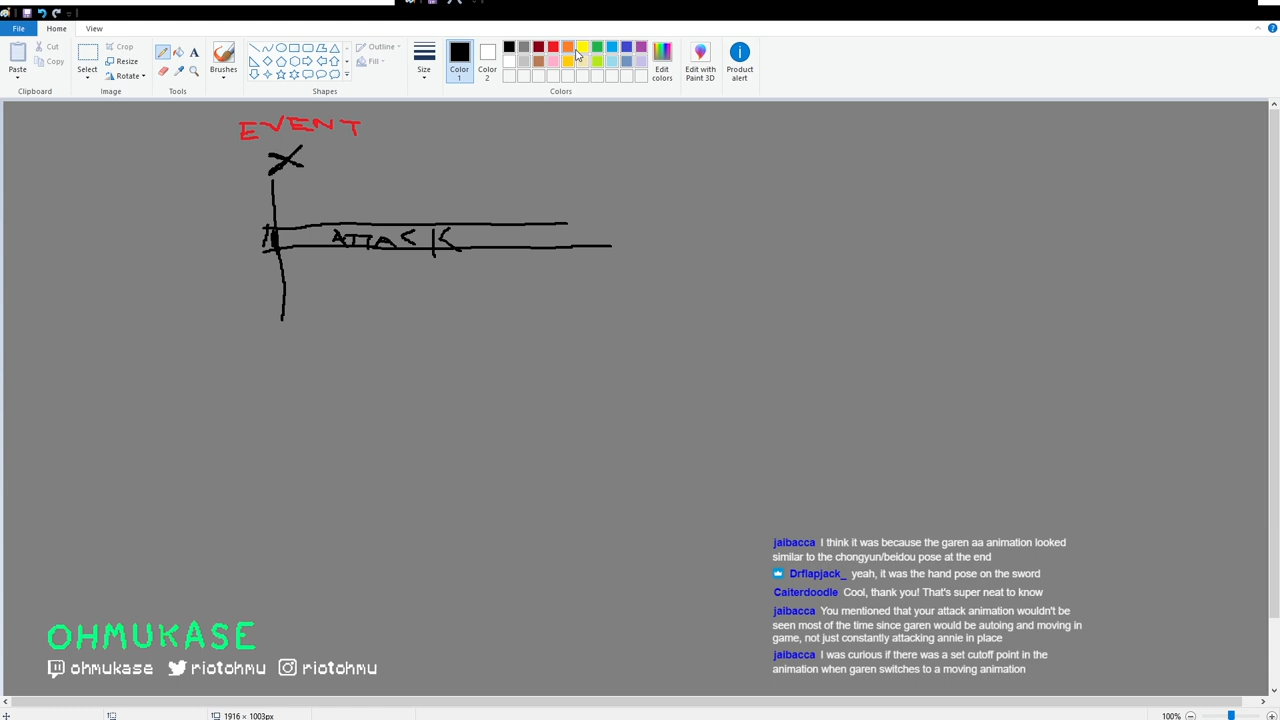 File Home View
Paste Cut Copy Clipboard
Select Crop Resize Rotate Image
A Tools
Brushes
Outline Fill Shapes
Size
Color 1
Color 2
Colors
Edit colors
Edit with Paint 3D
Product alert
EVENT
X
ATTACK
jaibacca I think it was because the garen aa animation looked
similar to the chongyun/beidou pose at the end
Drflapjack_ yeah, it was the hand pose on the sword
Caiterdoodle Cool, thank you! That's super neat to know
jaibacca You mentioned that your attack animation wouldn't be
seen most of the time since garen would be autoing and moving in
game, not just constantly attacking annie in place
jaibacca I was curious if there was a set cutoff point in the
animation when garen switches to a moving animation
OHMUKASE
ohmukase riotohmu riotohmu
1916 × 1003px 100%